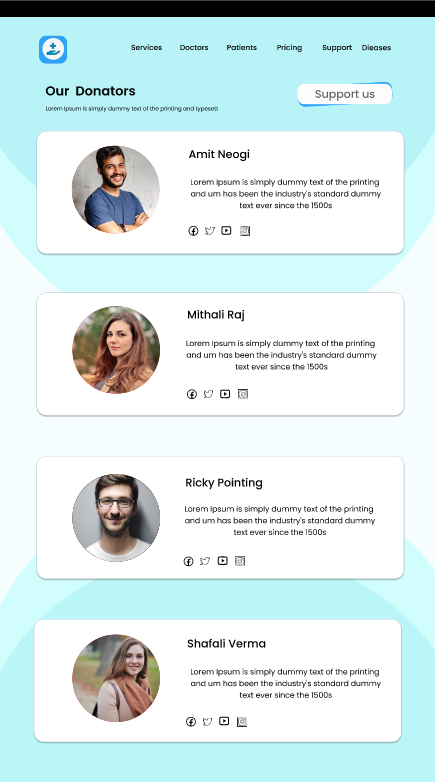 Services Doctors Patients Pricing Support Dieases
Our Donators
Lorem Ipsum is simply dummy text of the printing and typesett
Support us
Amit Neogi
Lorem Ipsum is simply dummy text of the printing
and um has been the industry's standard dummy
text ever since the 1500s
Mithali Raj
Lorem Ipsum is simply dummy text of the printing
and um has been the industry's standard dummy
text ever since the 1500s
Ricky Pointing
Lorem Ipsum is simply dummy text of the printing
and um has been the industry's standard dummy
text ever since the 1500s
Shafali Verma
Lorem Ipsum is simply dummy text of the printing
and um has been the industry's standard dummy
text ever since the 1500s